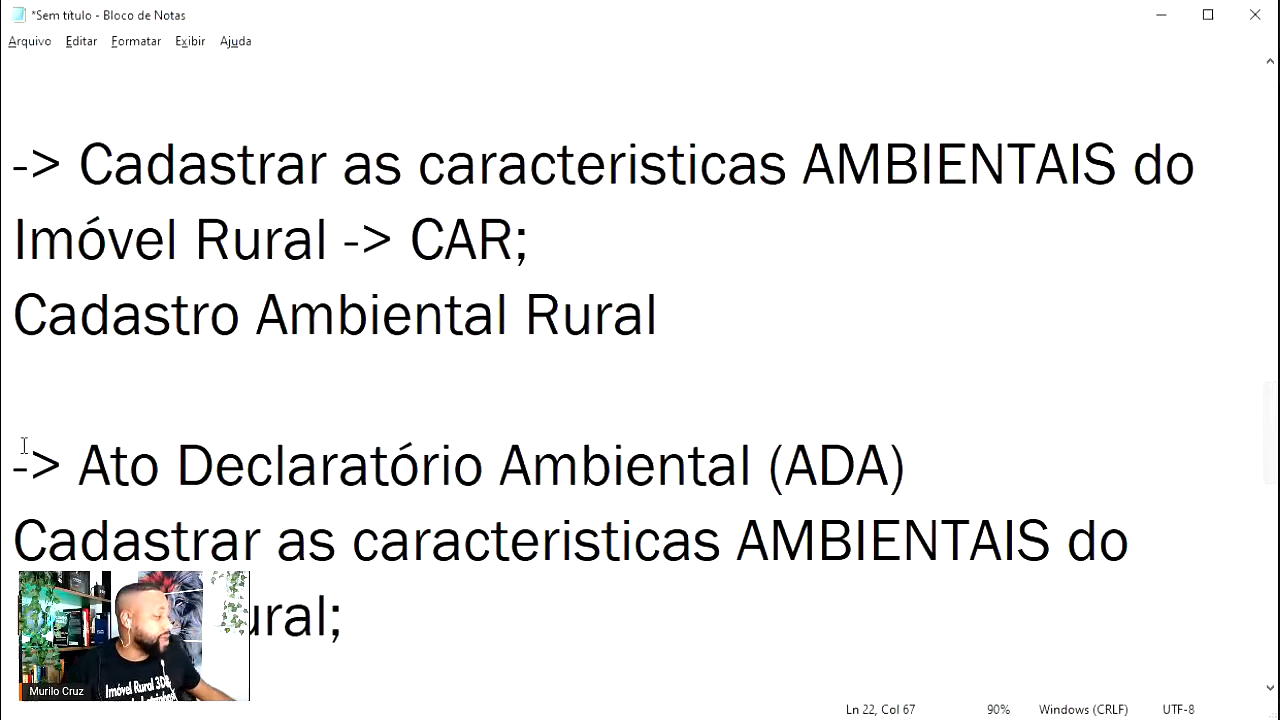 *Sem título - Bloco de Notas
Arquivo Editar Formatar Exibir Ajuda
-> Cadastrar as caracteristicas AMBIENTAIS do
Imóvel Rural -> CAR;
Cadastro Ambiental Rural
-> Ato Declaratório Ambiental (ADA)
Cadastrar as caracteristicas AMBIENTAIS do
ural;
Imóvel Rural
Murilo Cruz
Ln 22, Col 67 90% Windows (CRLF) UTF-8